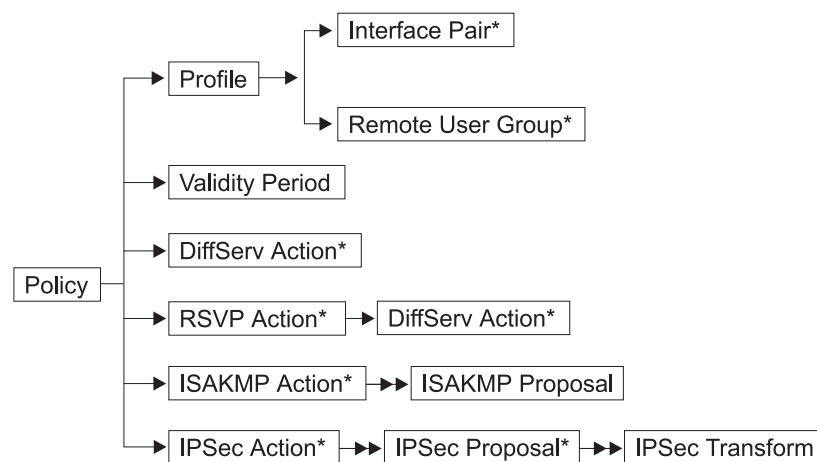 Interface Pair*
Profile
Remote User Group*
Validity Period
DiffServ Action*
Policy
RSVP Action*
DiffServ Action*
ISAKMP Action*
ISAKMP Proposal
IPSec Action*
IPSec Proposal*
IPSec Transform